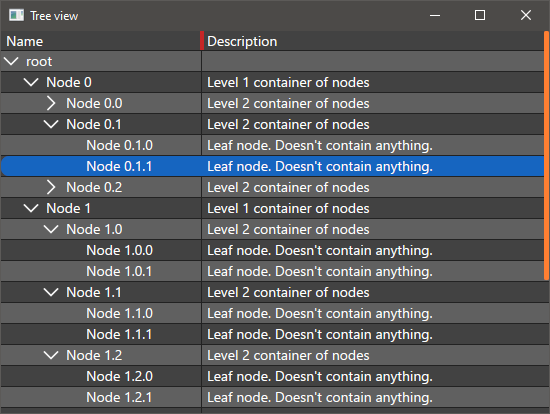 Tree view
Name Description
root
Node 0 Level 1 container of nodes
Node 0.0 Level 2 container of nodes
Node 0.1 Level 2 container of nodes
Node 0.1.0 Leaf node. Doesn't contain anything.
Node 0.1.1 Leaf node. Doesn't contain anything.
Node 0.2 Level 2 container of nodes
Node 1 Level 1 container of nodes
Node 1.0 Level 2 container of nodes
Node 1.0.0 Leaf node. Doesn't contain anything.
Node 1.0.1 Leaf node. Doesn't contain anything.
Node 1.1 Level 2 container of nodes
Node 1.1.0 Leaf node. Doesn't contain anything.
Node 1.1.1 Leaf node. Doesn't contain anything.
Node 1.2 Level 2 container of nodes
Node 1.2.0 Leaf node. Doesn't contain anything.
Node 1.2.1 Leaf node. Doesn't contain anything.